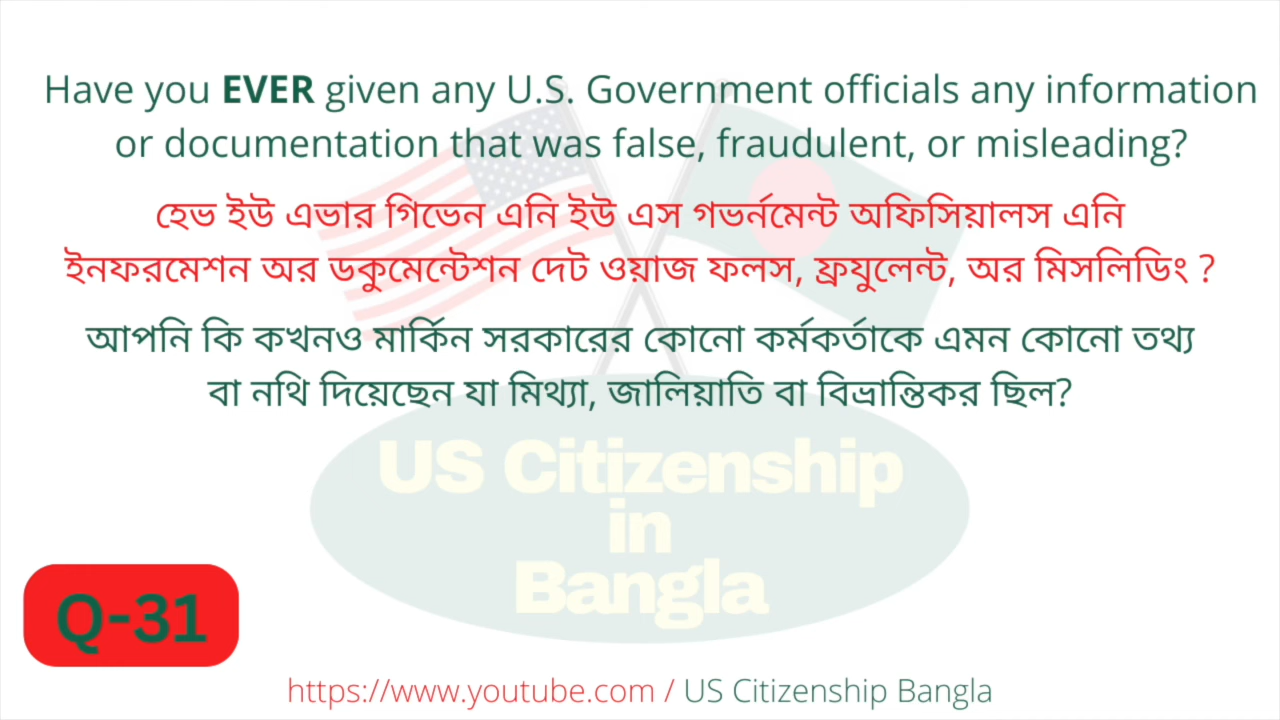 Have you EVER given any U.S. Government officials any information
or documentation that was false, fraudulent, or misleading?
হেভ ইউ এভার গিভেন এনি ইউ এস গভর্নমেন্ট অফিসিয়ালস এনি
ইনফরমেশন অর ডকুমেন্টেশন দেট ওয়াজ ফলস, ফ্রযুলেন্ট, অর মিসলিডিং ?
আপনি কি কখনও মার্কিন সরকারের কোনো কর্মকর্তাকে এমন কোনো তথ্য
বা নথি দিয়েছেন যা মিথ্যা, জালিয়াতি বা বিভ্রান্তিকর ছিল?
US Citizenship
in
Bangla
Q-31
https://www.youtube.com / US Citizenship Bangla